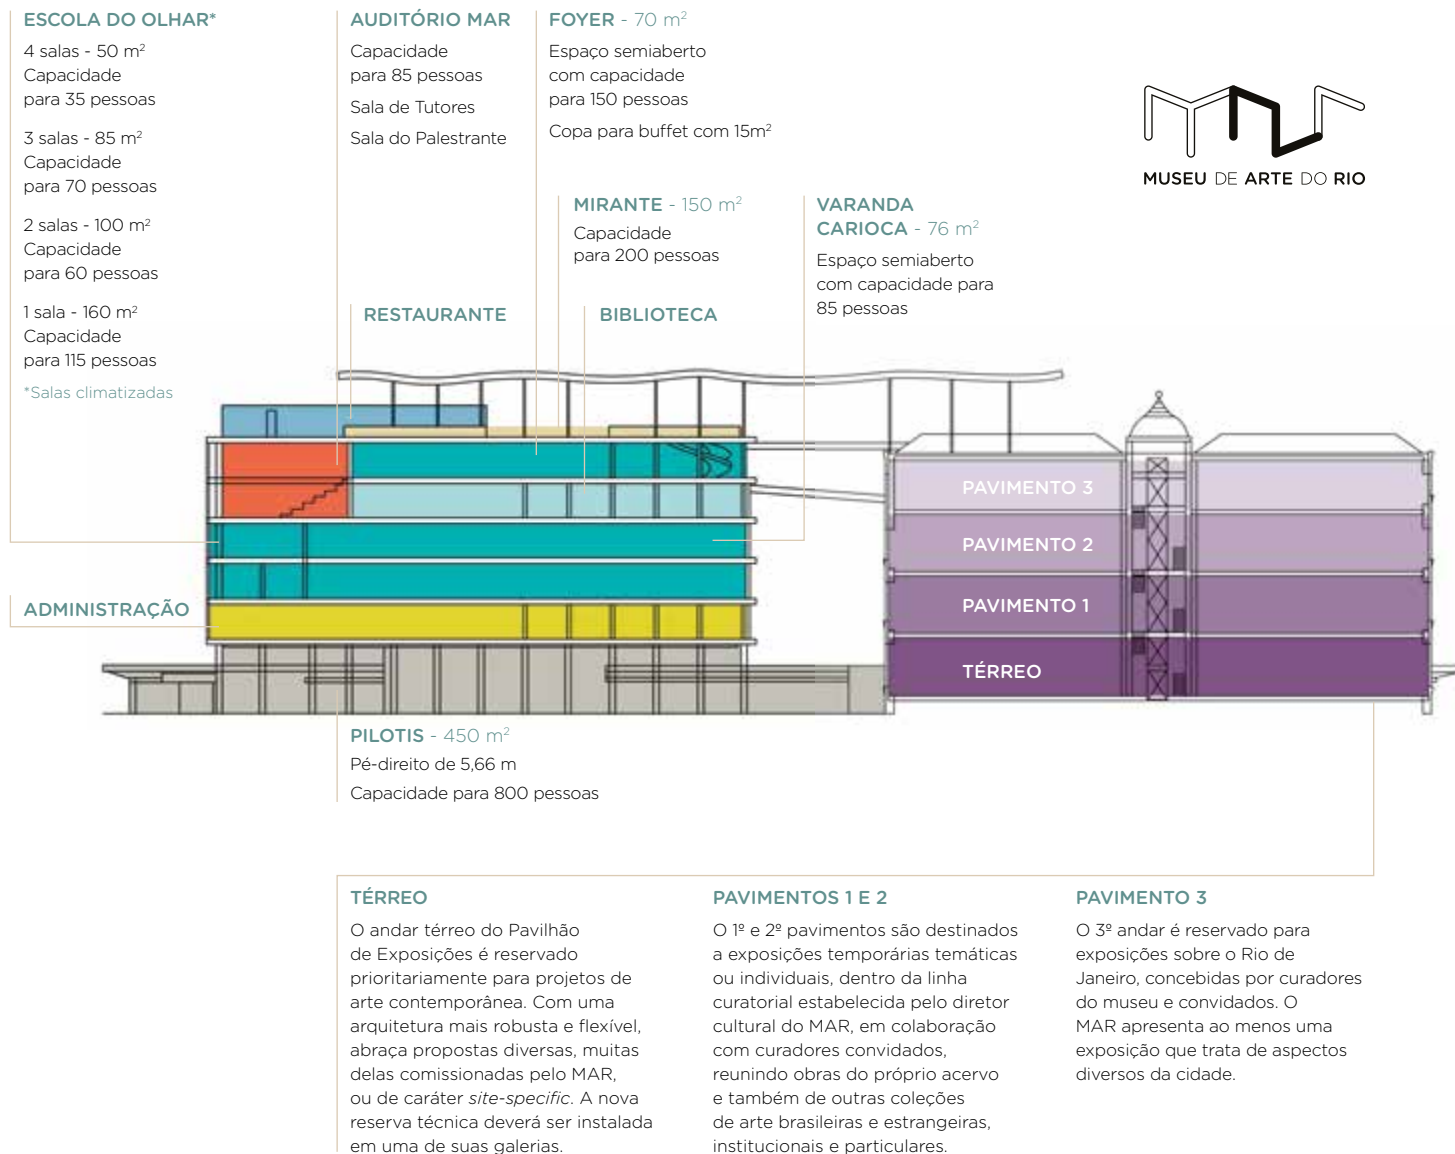 ESCOLA DO OLHAR*
4 salas - 50 m²
Capacidade
para 35 pessoas
3 salas - 85 m²
Capacidade
para 70 pessoas
2 salas - 100 m²
Capacidade
para 60 pessoas
1 sala - 160 m²
Capacidade
para 115 pessoas
*Salas climatizadas
AUDITÓRIO MAR
Capacidade
para 85 pessoas
Sala de Tutores
Sala do Palestrante
FOYER - 70 m²
Espaço semiaberto
com capacidade
para 150 pessoas
Copa para buffet com 15m²
MUSEU DE ARTE DO RIO
MIRANTE - 150 m²
Capacidade
para 200 pessoas
VARANDA
CARIOCA - 76 m²
Espaço semiaberto
com capacidade para
85 pessoas
RESTAURANTE
BIBLIOTECA
PAVIMENTO 3
PAVIMENTO 2
PAVIMENTO 1
TÉRREO
ADMINISTRAÇÃO
PILOTIS - 450 m²
Pé-direito de 5,66 m
Capacidade para 800 pessoas
TÉRREO
O andar térreo do Pavilhão
de Exposições é reservado
prioritariamente para projetos de
arte contemporânea. Com uma
arquitetura mais robusta e flexível,
abraça propostas diversas, muitas
delas comissionadas pelo MAR,
ou de caráter site-specific. A nova
reserva técnica deverá ser instalada
em uma de suas galerias.
PAVIMENTOS 1 E 2
O 1º e 2º pavimentos são destinados
a exposições temporárias temáticas
ou individuais, dentro da linha
curatorial estabelecida pelo diretor
cultural do MAR, em colaboração
com curadores convidados,
reunindo obras do próprio acervo
e também de outras coleções
de arte brasileiras e estrangeiras,
institucionais e particulares.
PAVIMENTO 3
O 3º andar é reservado para
exposições sobre o Rio de
Janeiro, concebidas por curadores
do museu e convidados. O
MAR apresenta ao menos uma
exposição que trata de aspectos
diversos da cidade.